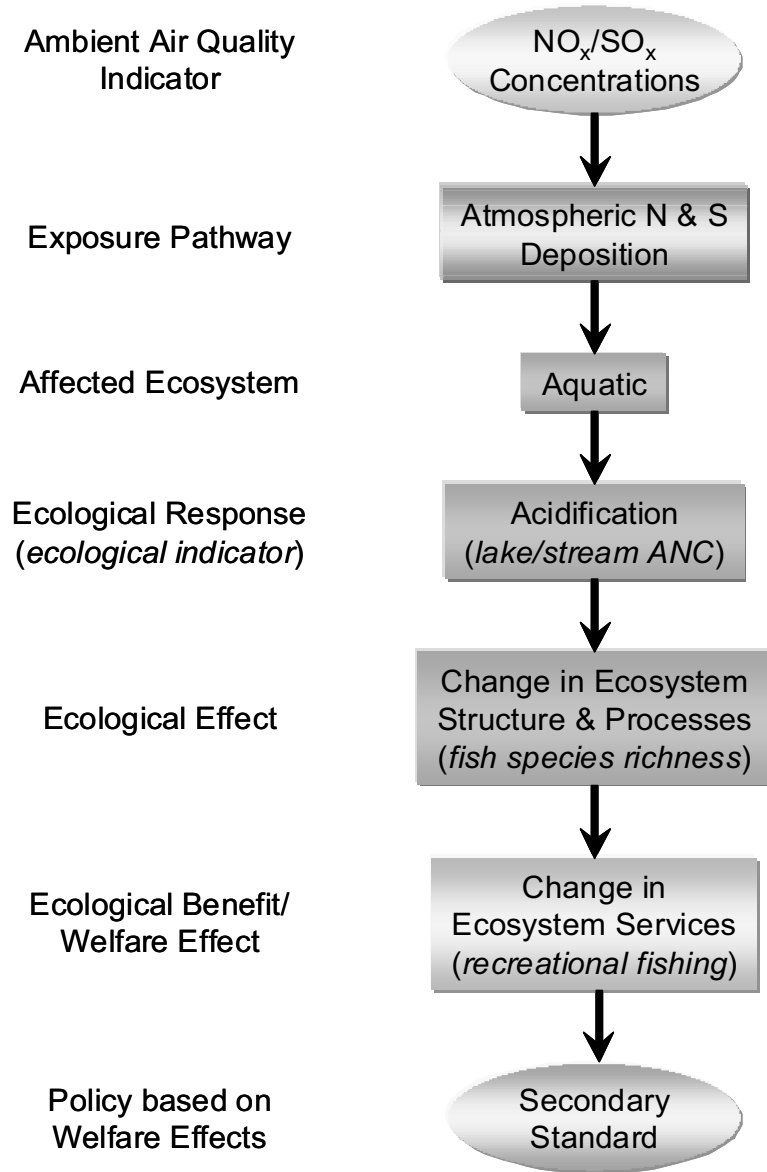 Ambient Air Quality
Indicator
NOx/SOx
Concentrations
Exposure Pathway
Atmospheric N & S
Deposition
Affected Ecosystem
Aquatic
Ecological Response
(ecological indicator)
Acidification
(lake/stream ANC)
Ecological Effect
Change in Ecosystem
Structure & Processes
(fish species richness)
Ecological Benefit/
Welfare Effect
Change in
Ecosystem Services
(recreational fishing)
Policy based on
Welfare Effects
Secondary
Standard